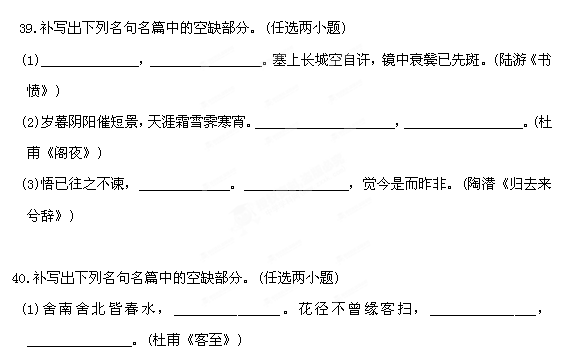 39.补写出下列名句名篇中的空缺部分。(任选两小题)
(1)______________，________________。塞上长城空自许，镜中衰鬓已先斑。(陆游《书
愤》)
(2)岁暮阴阳催短景，天涯霜雪霁寒宵。____________________，_________________。(杜
甫《阁夜》)
(3)悟已往之不谏，_____________。_______________，觉今是而昨非。(陶潜《归去来
兮辞》)
40.补写出下列名句名篇中的空缺部分。(任选两小题)
(1)舍南舍北皆春水，_______________。花径不曾缘客扫，_______________，
_______________。(杜甫《客至》)